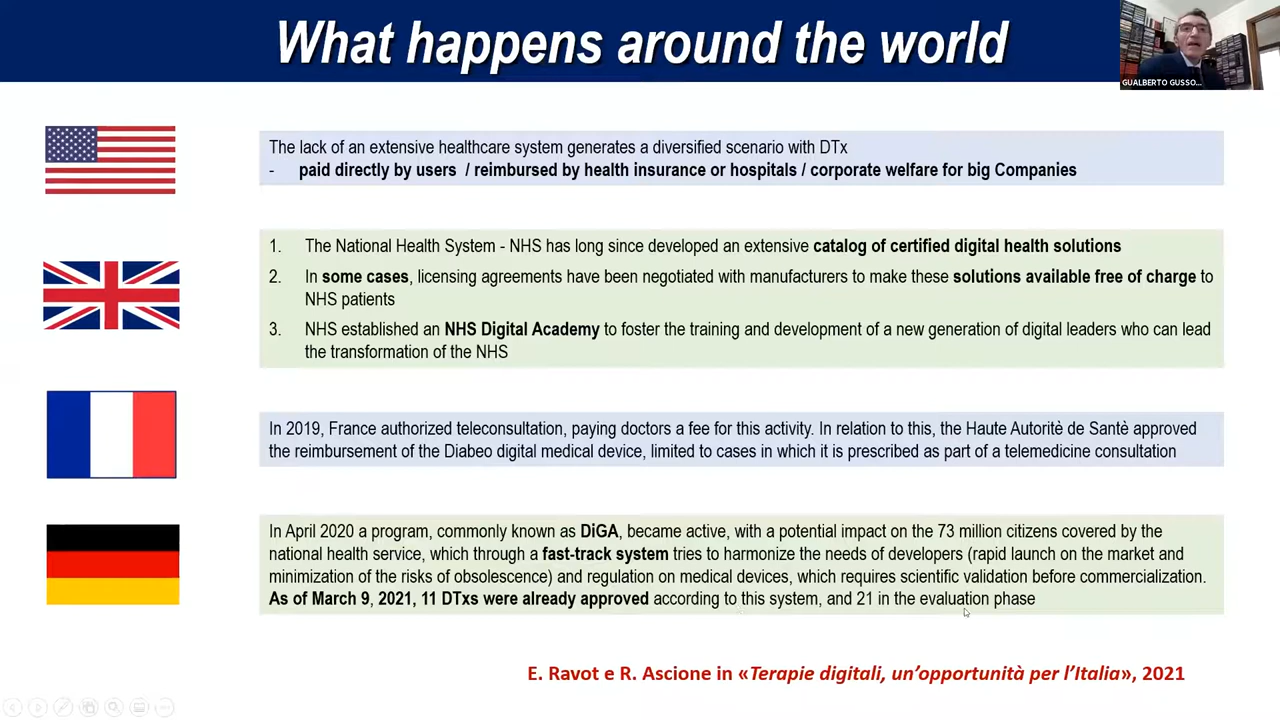 What happens around the world
GUALBERTO GUSSO...
The lack of an extensive healthcare system generates a diversified scenario with DTx
- paid directly by users / reimbursed by health insurance or hospitals / corporate welfare for big Companies
1. The National Health System - NHS has long since developed an extensive catalog of certified digital health solutions
2. In some cases, licensing agreements have been negotiated with manufacturers to make these solutions available free of charge to
NHS patients
3. NHS established an NHS Digital Academy to foster the training and development of a new generation of digital leaders who can lead
the transformation of the NHS
In 2019, France authorized teleconsultation, paying doctors a fee for this activity. In relation to this, the Haute Autoritè de Santè approved
the reimbursement of the Diabeo digital medical device, limited to cases in which it is prescribed as part of a telemedicine consultation
In April 2020 a program, commonly known as DiGA, became active, with a potential impact on the 73 million citizens covered by the
national health service, which through a fast-track system tries to harmonize the needs of developers (rapid launch on the market and
minimization of the risks of obsolescence) and regulation on medical devices, which requires scientific validation before commercialization.
As of March 9, 2021, 11 DTxs were already approved according to this system, and 21 in the evaluation phase
E. Ravot e R. Ascione in «Terapie digitali, un'opportunità per l'Italia», 2021